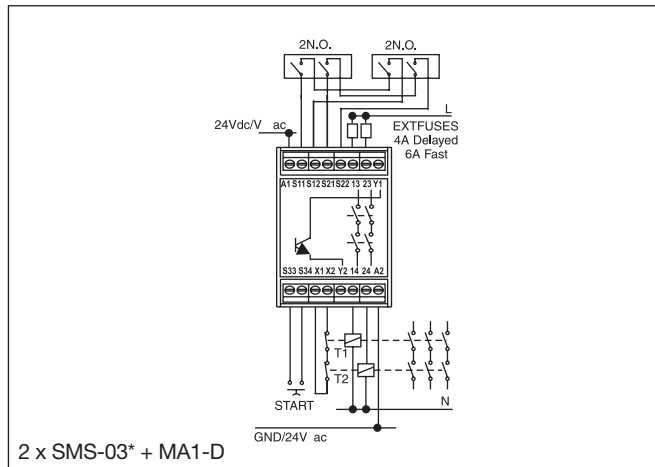 2N.O. 2N.O.
L
24Vdc/V ac
EXTFUSES
4A Delayed
6A Fast
A1 S11 S12 S21 S22 13 23 Y1
S33 S34 X1 X2 Y2 14 24 A2
T1
T2
START
N
GND/24V ac
2 x SMS-03* + MA1-D